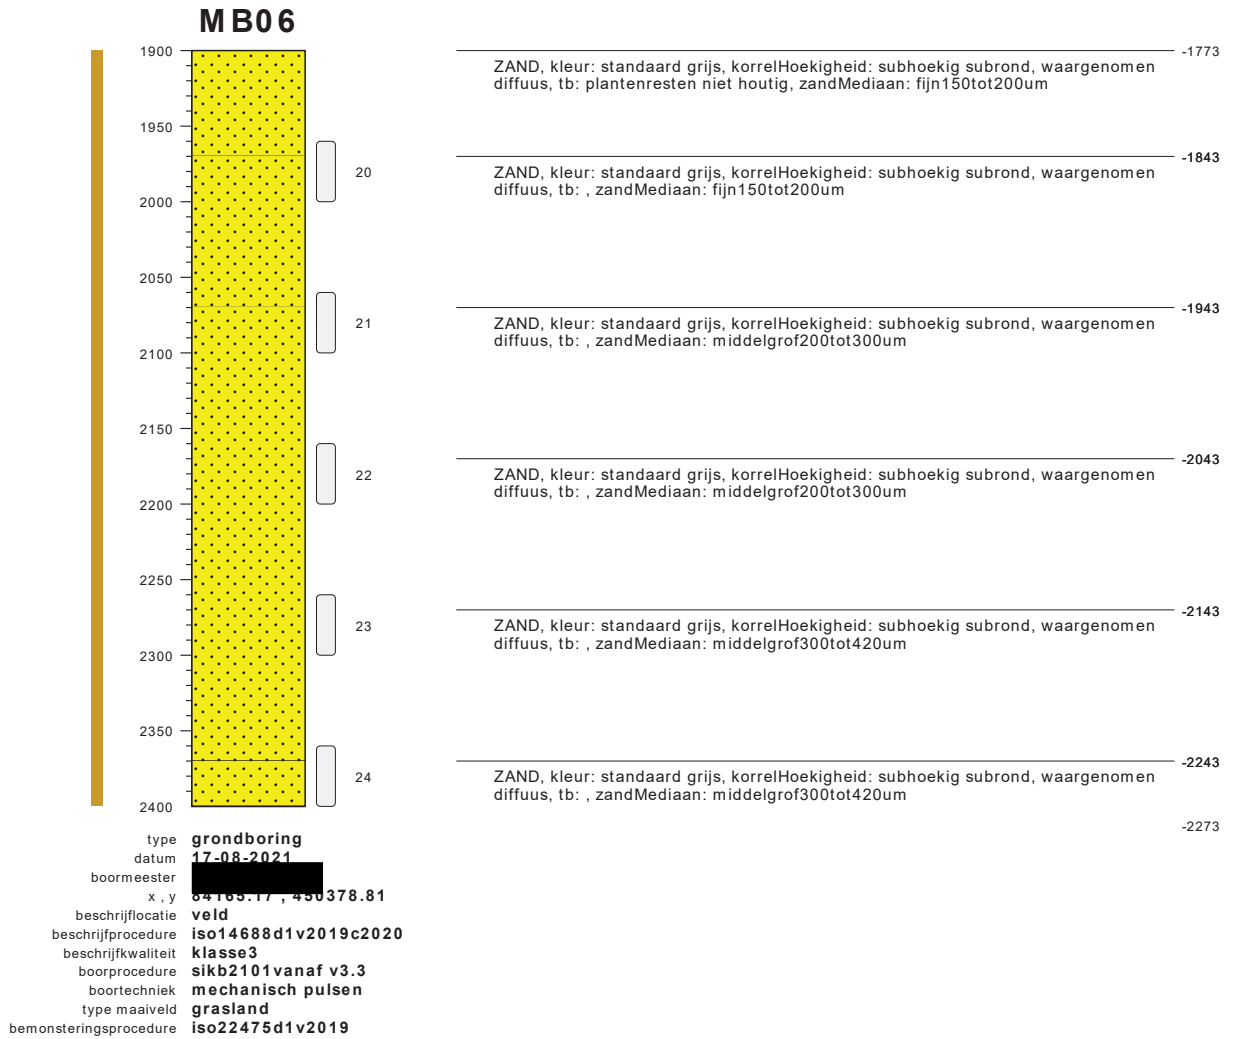 MB06
1900
1950
2000
2050
2100
2150
2200
2250
2300
2350
2400
20
21
22
23
24
-1773
ZAND, kleur: standaard grijs, korrelHoekigheid: subhoekig subrond, waargenomen
diffuus, tb: plantenresten niet houtig, zandMediaan: fijn150tot200um
-1843
ZAND, kleur: standaard grijs, korrelHoekigheid: subhoekig subrond, waargenomen
diffuus, tb: , zandMediaan: fijn150tot200um
-1943
ZAND, kleur: standaard grijs, korrelHoekigheid: subhoekig subrond, waargenomen
diffuus, tb: , zandMediaan: middelgrof200tot300um
-2043
ZAND, kleur: standaard grijs, korrelHoekigheid: subhoekig subrond, waargenomen
diffuus, tb: , zandMediaan: middelgrof200tot300um
-2143
ZAND, kleur: standaard grijs, korrelHoekigheid: subhoekig subrond, waargenomen
diffuus, tb: , zandMediaan: middelgrof300tot420um
-2243
ZAND, kleur: standaard grijs, korrelHoekigheid: subhoekig subrond, waargenomen
diffuus, tb: , zandMediaan: middelgrof300tot420um
-2273
type grondboring
datum 17-08-2021
boormeester
x , y 84165.17 , 450378.81
beschrijflocatie veld
beschrijfprocedure iso14688d1v2019c2020
beschrijfkwaliteit klasse3
boorprocedure sikb2101vanaf v3.3
boortechniek mechanisch pulsen
type maaiveld grasland
bemonsteringsprocedure iso22475d1v2019